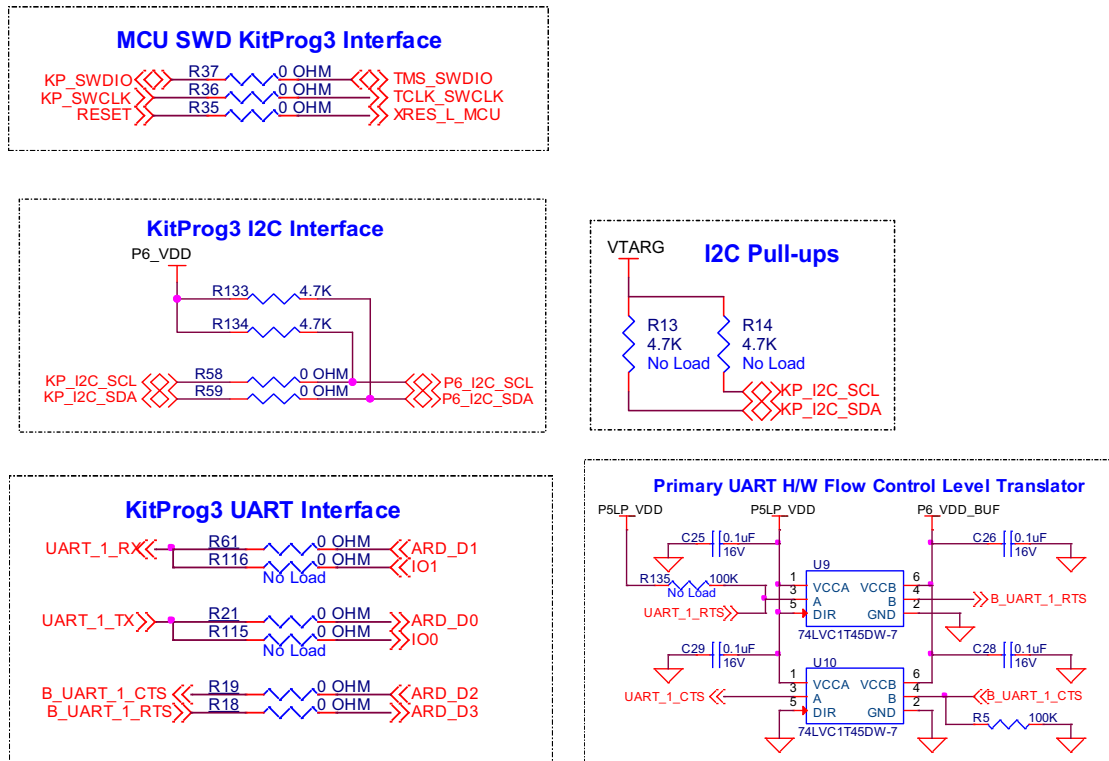 MCU SWD KitProg3 Interface
KP_SWDIO R37 0 OHM TMS_SWDIO
KP_SWCLK R36 0 OHM TCLK_SWCLK
RESET R35 0 OHM XRES_L_MCU
KitProg3 I2C Interface
P6_VDD
R133 4.7K
R134 4.7K
KP_I2C_SCL R58 0 OHM P6_I2C_SCL
KP_I2C_SDA R59 0 OHM P6_I2C_SDA
I2C Pull-ups
VTARG
R13 R14
4.7K 4.7K
No Load No Load
KP_I2C_SCL
KP_I2C_SDA
KitProg3 UART Interface
UART_1_RX R61 0 OHM ARD_D1
R116 0 OHM IO1
No Load
UART_1_TX R21 0 OHM ARD_D0
R115 0 OHM IO0
No Load
B_UART_1_CTS R19 0 OHM ARD_D2
B_UART_1_RTS R18 0 OHM ARD_D3
Primary UART H/W Flow Control Level Translator
P5LP_VDD P5LP_VDD P6_VDD_BUF
C25 0.1uF C26 0.1uF
16V 16V
U9
R135 100K 1 VCCA VCCB 6
No Load 3 A B 4 B_UART_1_RTS
UART_1_RTS 5 DIR GND 2
74LVC1T45DW-7
C29 0.1uF C28 0.1uF
16V 16V
U10
1 VCCA VCCB 6
UART_1_CTS 3 A B 4 B_UART_1_CTS
5 DIR GND 2
R5 100K
74LVC1T45DW-7